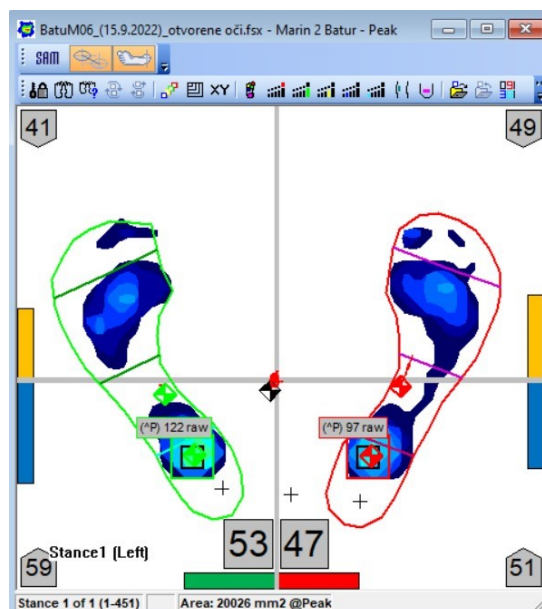 BatuM06_(15.9.2022)_otvorene oči.fsx - Marin 2 Batur - Peak
SAM
XY
41
49
(^P) 122 raw
(^P) 97 raw
53 47
Stance1 (Left)
59
51
Stance 1 of 1 (1-451) Area: 20026 mm2 @Peak